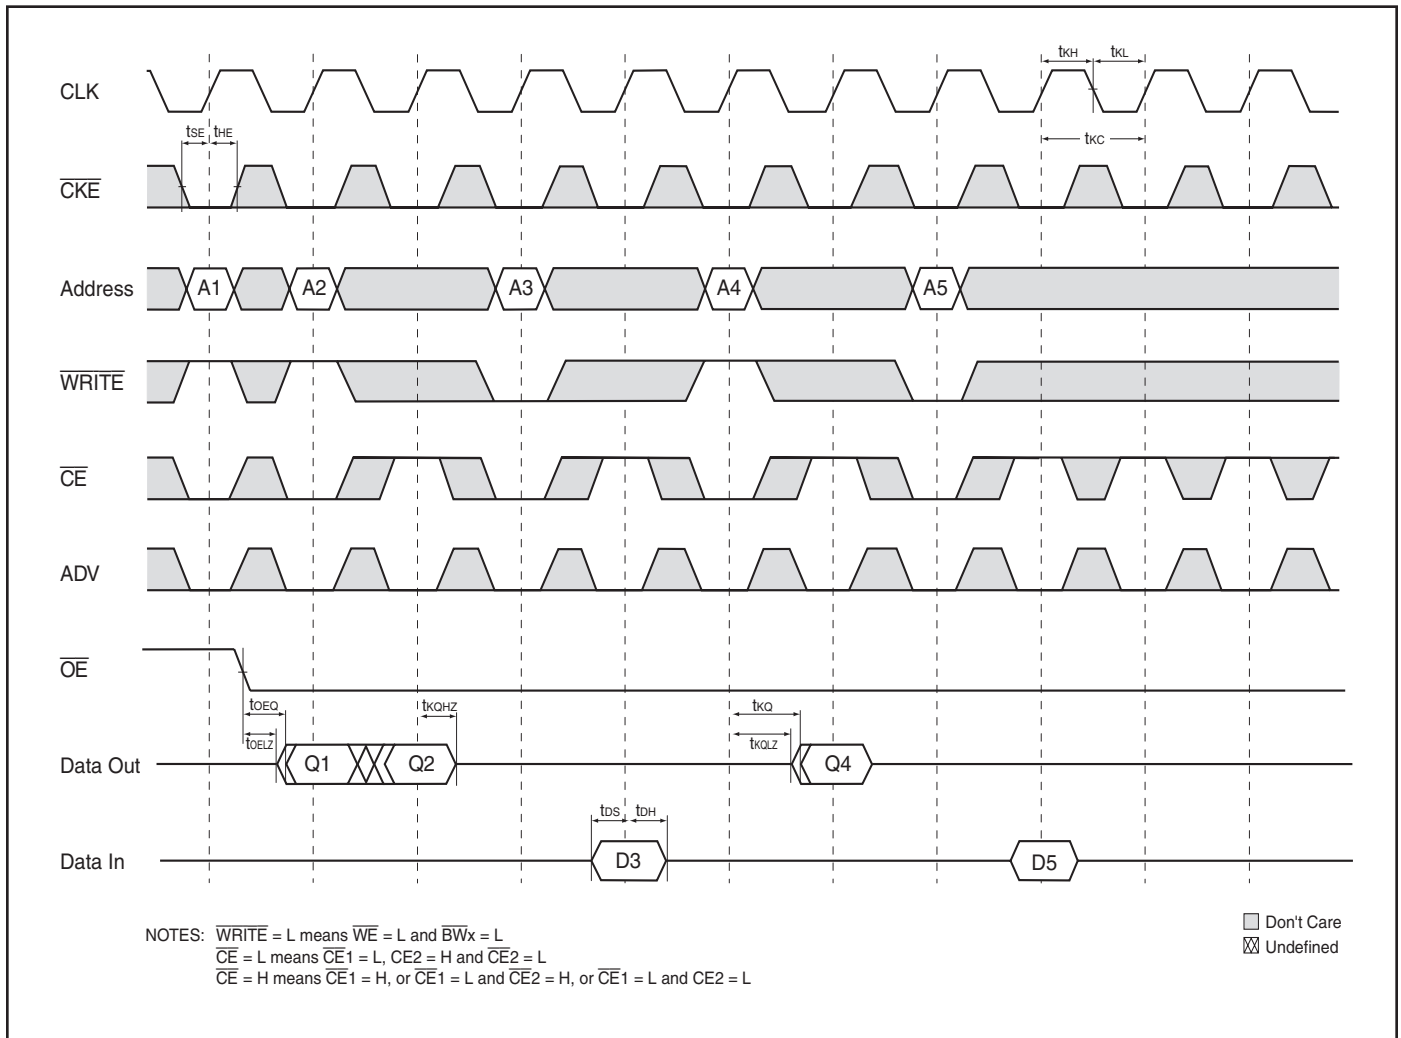 tKH tKL
CLK
tSE tHE
tKC
CKE
Address A1 A2 A3 A4 A5
WRITE
CE
ADV
OE
tOEQ tKQHZ tKQ
tOELZ tKQLZ
Data Out Q1 Q2 Q4
tDS tDH
Data In D3 D5
NOTES: WRITE = L means WE = L and BWx = L
CE = L means CE1 = L, CE2 = H and CE2 = L
CE = H means CE1 = H, or CE1 = L and CE2 = H, or CE1 = L and CE2 = L
Don't Care
Undefined